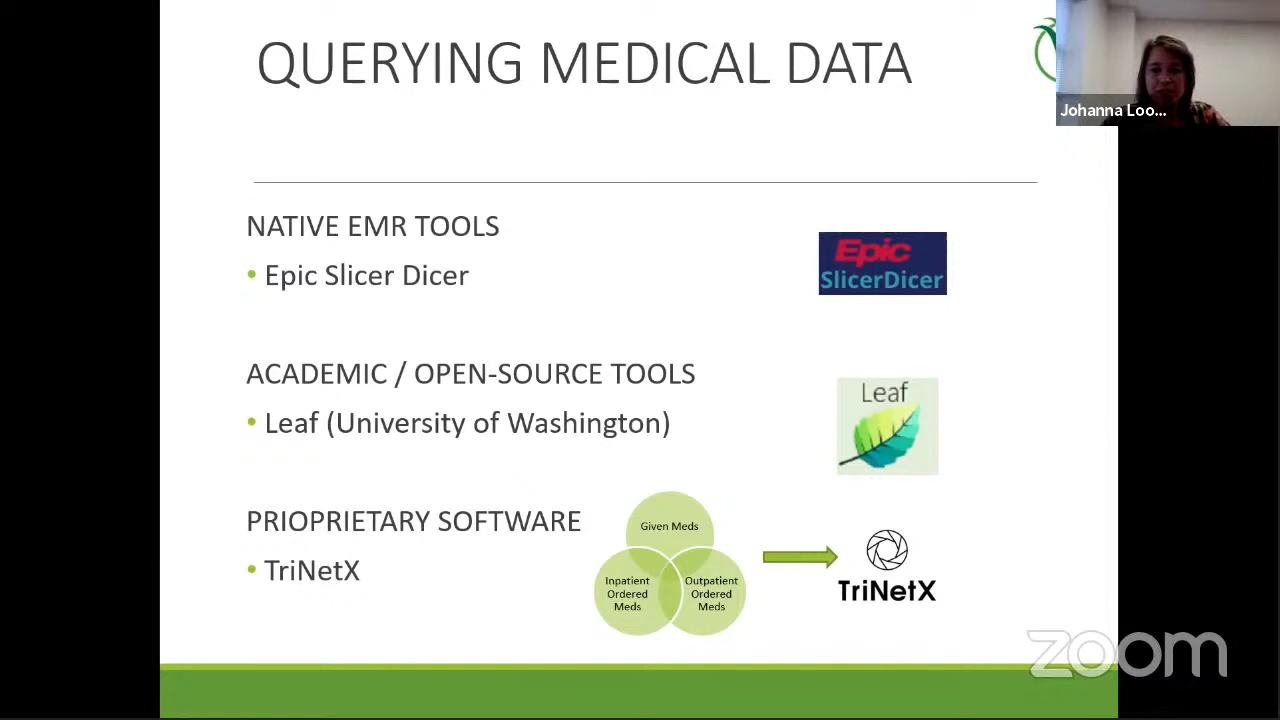 QUERYING MEDICAL DATA
Johanna Loo...
NATIVE EMR TOOLS
• Epic Slicer Dicer
Epic
SlicerDicer
ACADEMIC / OPEN-SOURCE TOOLS
• Leaf (University of Washington)
Leaf
PRIOPRIETARY SOFTWARE
• TriNetX
Given Meds
Inpatient
Ordered
Meds
Outpatient
Ordered
Meds
TriNetX
zoom